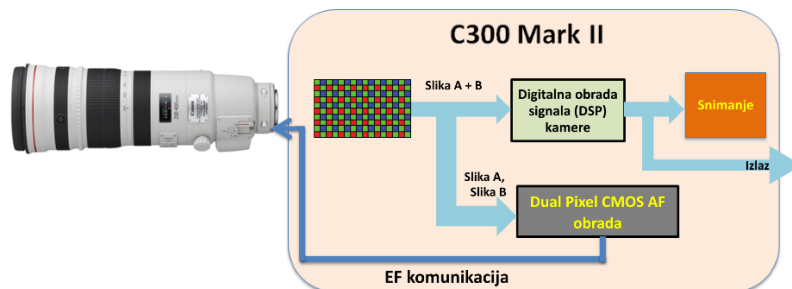 C300 Mark II
Slika A + B
Digitalna obrada
signala (DSP)
kamere
Snimanje
Izlaz
Slika A,
Slika B
Dual Pixel CMOS AF
obrada
EF komunikacija